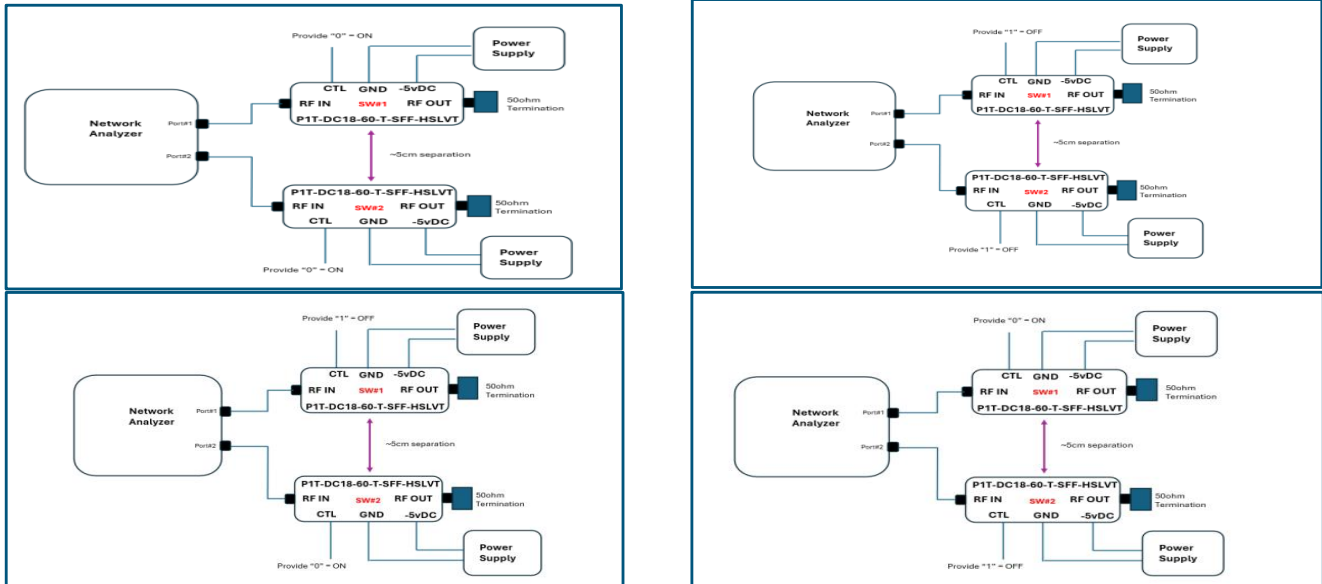 Provide "0" = ON
Power
Supply
CTL GND -5vDC
RF IN SW#1 RF OUT
P1T-DC18-60-T-SFF-HSLVT
50ohm
Termination
Network
Analyzer
Port#1
Port#2
~5cm separation
P1T-DC18-60-T-SFF-HSLVT
RF IN SW#2 RF OUT
CTL GND -5vDC
50ohm
Termination
Provide "0" = ON
Power
Supply
Provide "1" = OFF
Power
Supply
CTL GND -5vDC
RF IN SW#1 RF OUT
P1T-DC18-60-T-SFF-HSLVT
50ohm
Termination
Network
Analyzer
Port#1
Port#2
~5cm separation
P1T-DC18-60-T-SFF-HSLVT
RF IN SW#2 RF OUT
CTL GND -5vDC
50ohm
Termination
Provide "1" = OFF
Power
Supply
Provide "1" = OFF
Power
Supply
CTL GND -5vDC
RF IN SW#1 RF OUT
P1T-DC18-60-T-SFF-HSLVT
50ohm
Termination
Network
Analyzer
Port#1
Port#2
~5cm separation
P1T-DC18-60-T-SFF-HSLVT
RF IN SW#2 RF OUT
CTL GND -5vDC
50ohm
Termination
Provide "0" = ON
Power
Supply
Provide "0" = ON
Power
Supply
CTL GND -5vDC
RF IN SW#1 RF OUT
P1T-DC18-60-T-SFF-HSLVT
50ohm
Termination
Network
Analyzer
Port#1
Port#2
~5cm separation
P1T-DC18-60-T-SFF-HSLVT
RF IN SW#2 RF OUT
CTL GND -5vDC
50ohm
Termination
Provide "1" = OFF
Power
Supply